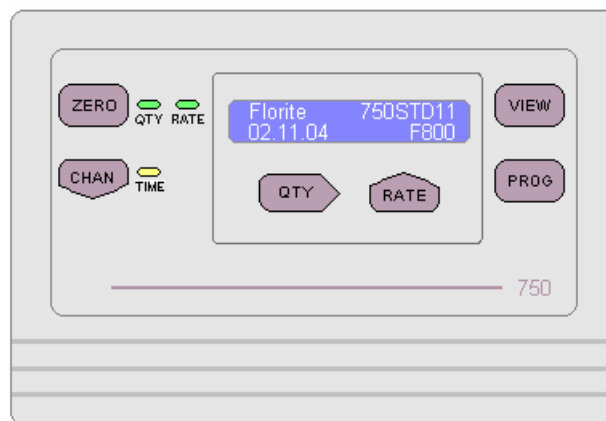 ZERO
QTY RATE
CHAN
TIME
Florite 750STD11
02.11.04 F800
QTY
RATE
VIEW
PROG
750